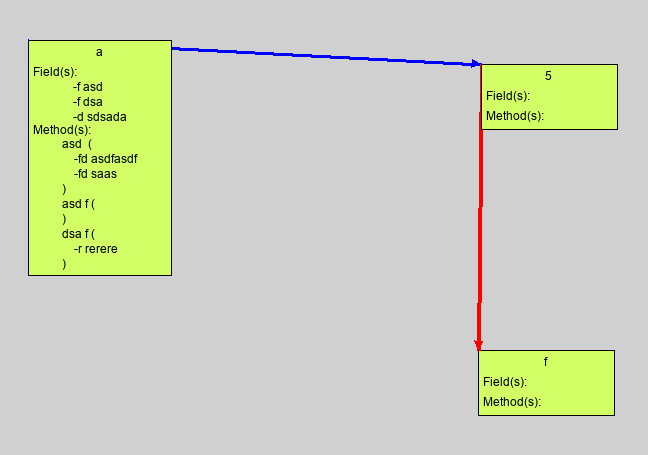 a
Field(s):
-f asd
-f dsa
-d sdsada
Method(s):
asd (
-fd asdfasdf
-fd saas
)
asd f (
)
dsa f (
-r rerere
)
5
Field(s):
Method(s):
f
Field(s):
Method(s):